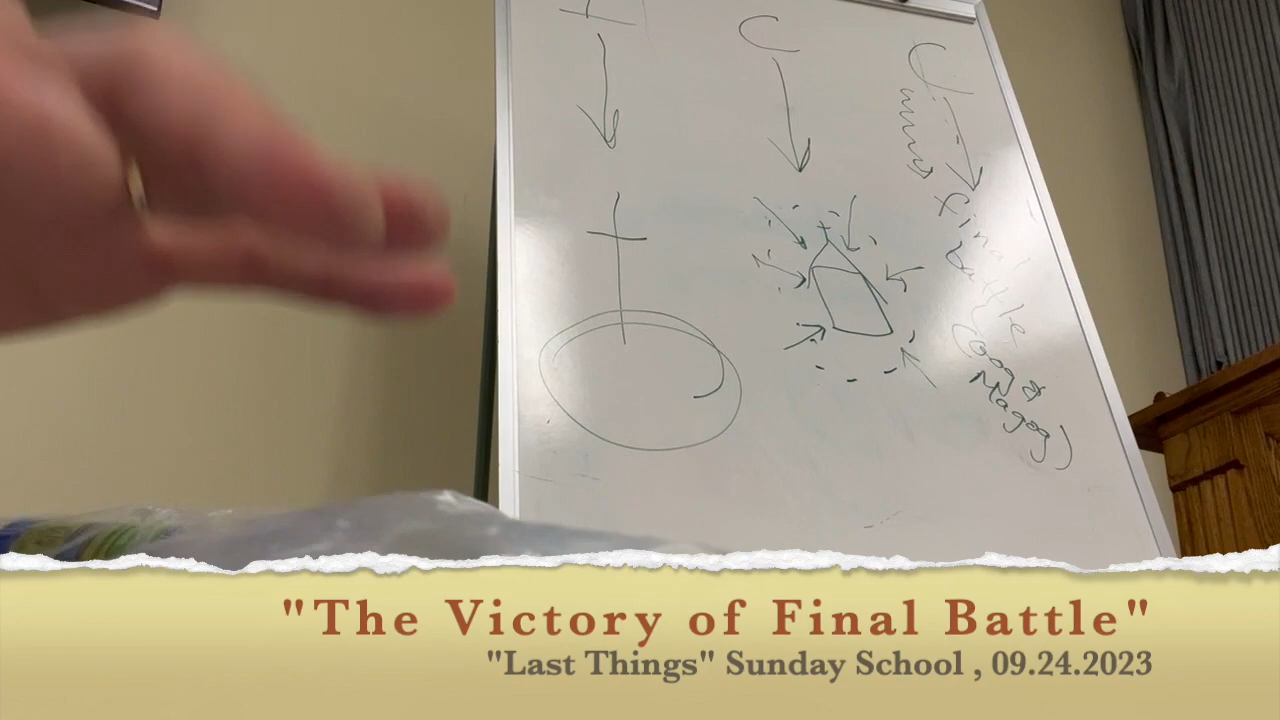 final
battle
(Gog &
Magog)
"The Victory of Final Battle"
"Last Things" Sunday School , 09.24.2023